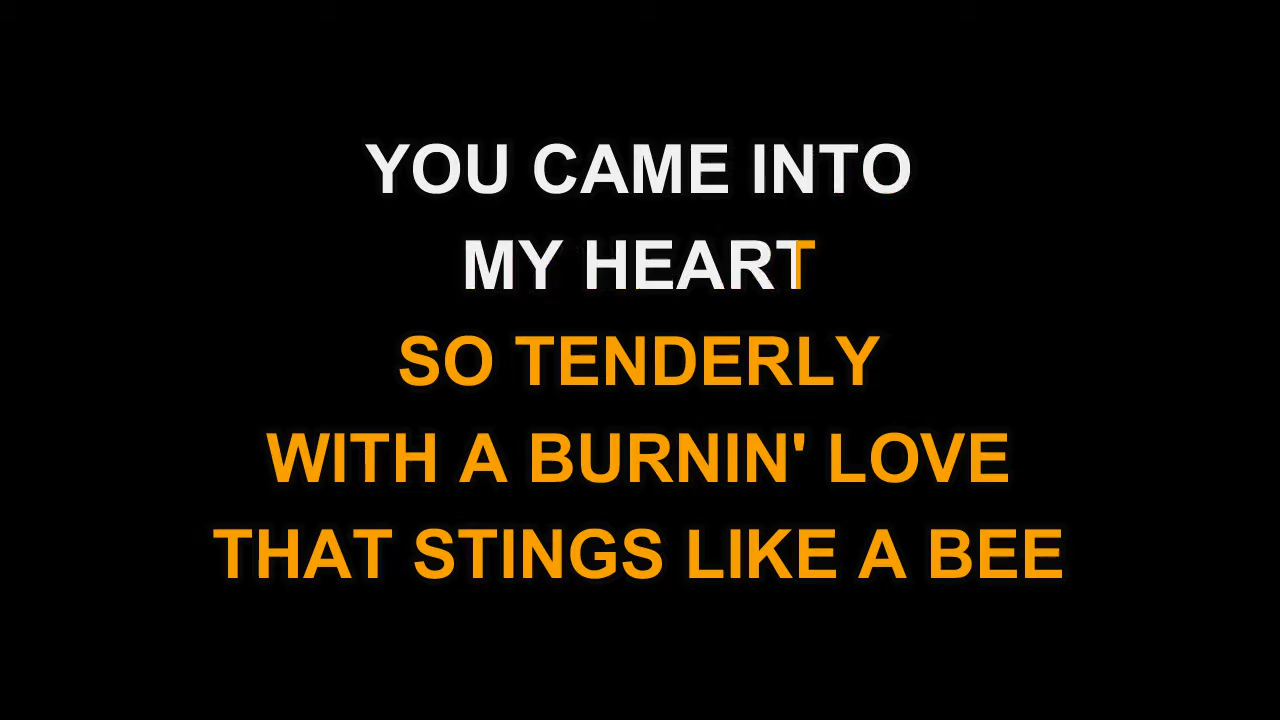 YOU CAME INTO
MY HEART
SO TENDERLY
WITH A BURNIN' LOVE
THAT STINGS LIKE A BEE